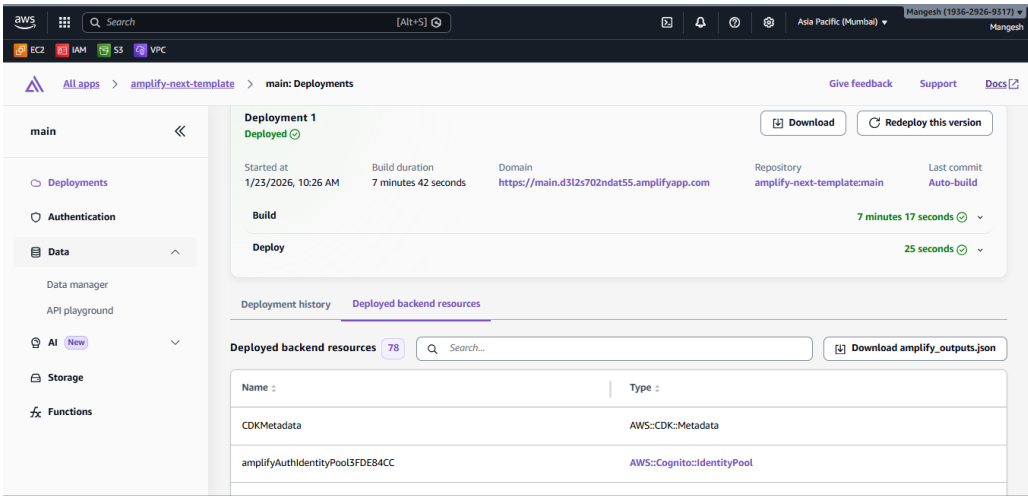 aws
Search
[Alt+S]
Asia Pacific (Mumbai)
Mangesh (1936-2926-9317)
Mangesh
EC2 IAM S3 VPC
All apps > amplify-next-template > main: Deployments
Give feedback Support Docs
main
Deployment 1
Deployed
Download Redeploy this version
Started at Build duration Domain Repository Last commit
1/23/2026, 10:26 AM 7 minutes 42 seconds https://main.d3l2s702ndat55.amplifyapp.com amplify-next-template:main Auto-build
Build 7 minutes 17 seconds
Deploy 25 seconds
Deployments
Authentication
Data
Data manager
API playground
AI New
Storage
Functions
Deployment history Deployed backend resources
Deployed backend resources 78 Search... Download amplify_outputs.json
Name Type
CDKMetadata AWS::CDK::Metadata
amplifyAuthIdentityPool3FDE84CC AWS::Cognito::IdentityPool